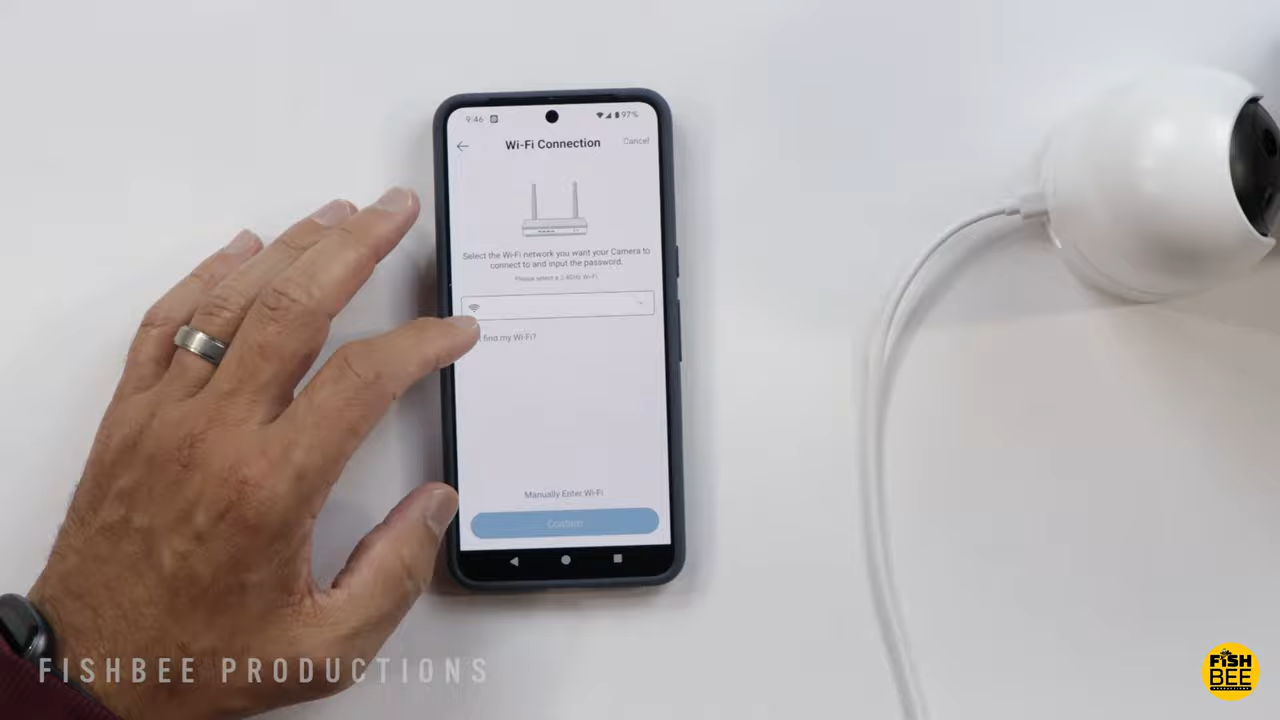 9:46
97%
Wi-Fi Connection
Cancel
Select the Wi-Fi network you want your Camera to
connect to and input the password.
Please select a 2.4GHz Wi-Fi.
find my Wi-Fi?
Manually Enter Wi-Fi
Confirm
FISHBEE PRODUCTIONS
FISH
BEE
PRODUCTIONS